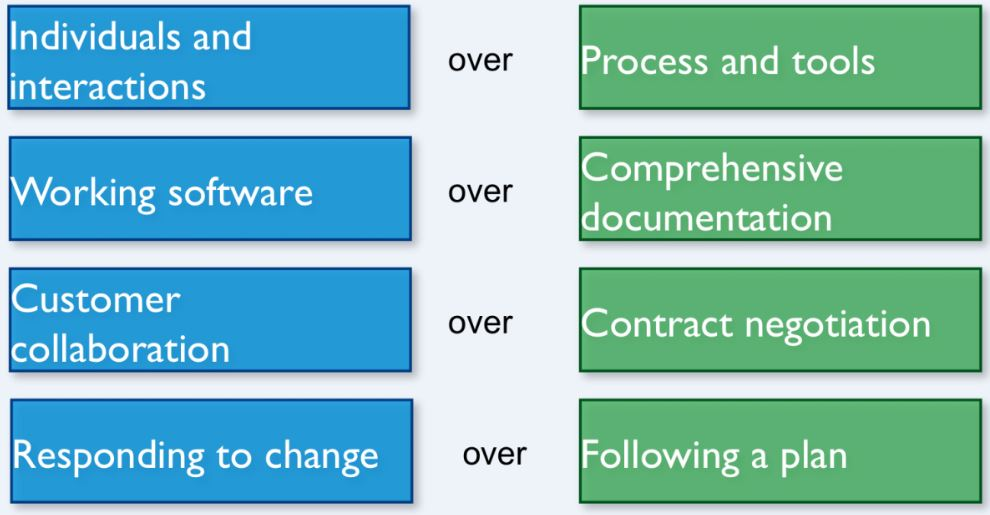 Individuals and
interactions
over
Process and tools
Working software
over
Comprehensive
documentation
Customer
collaboration
over
Contract negotiation
Responding to change
over
Following a plan